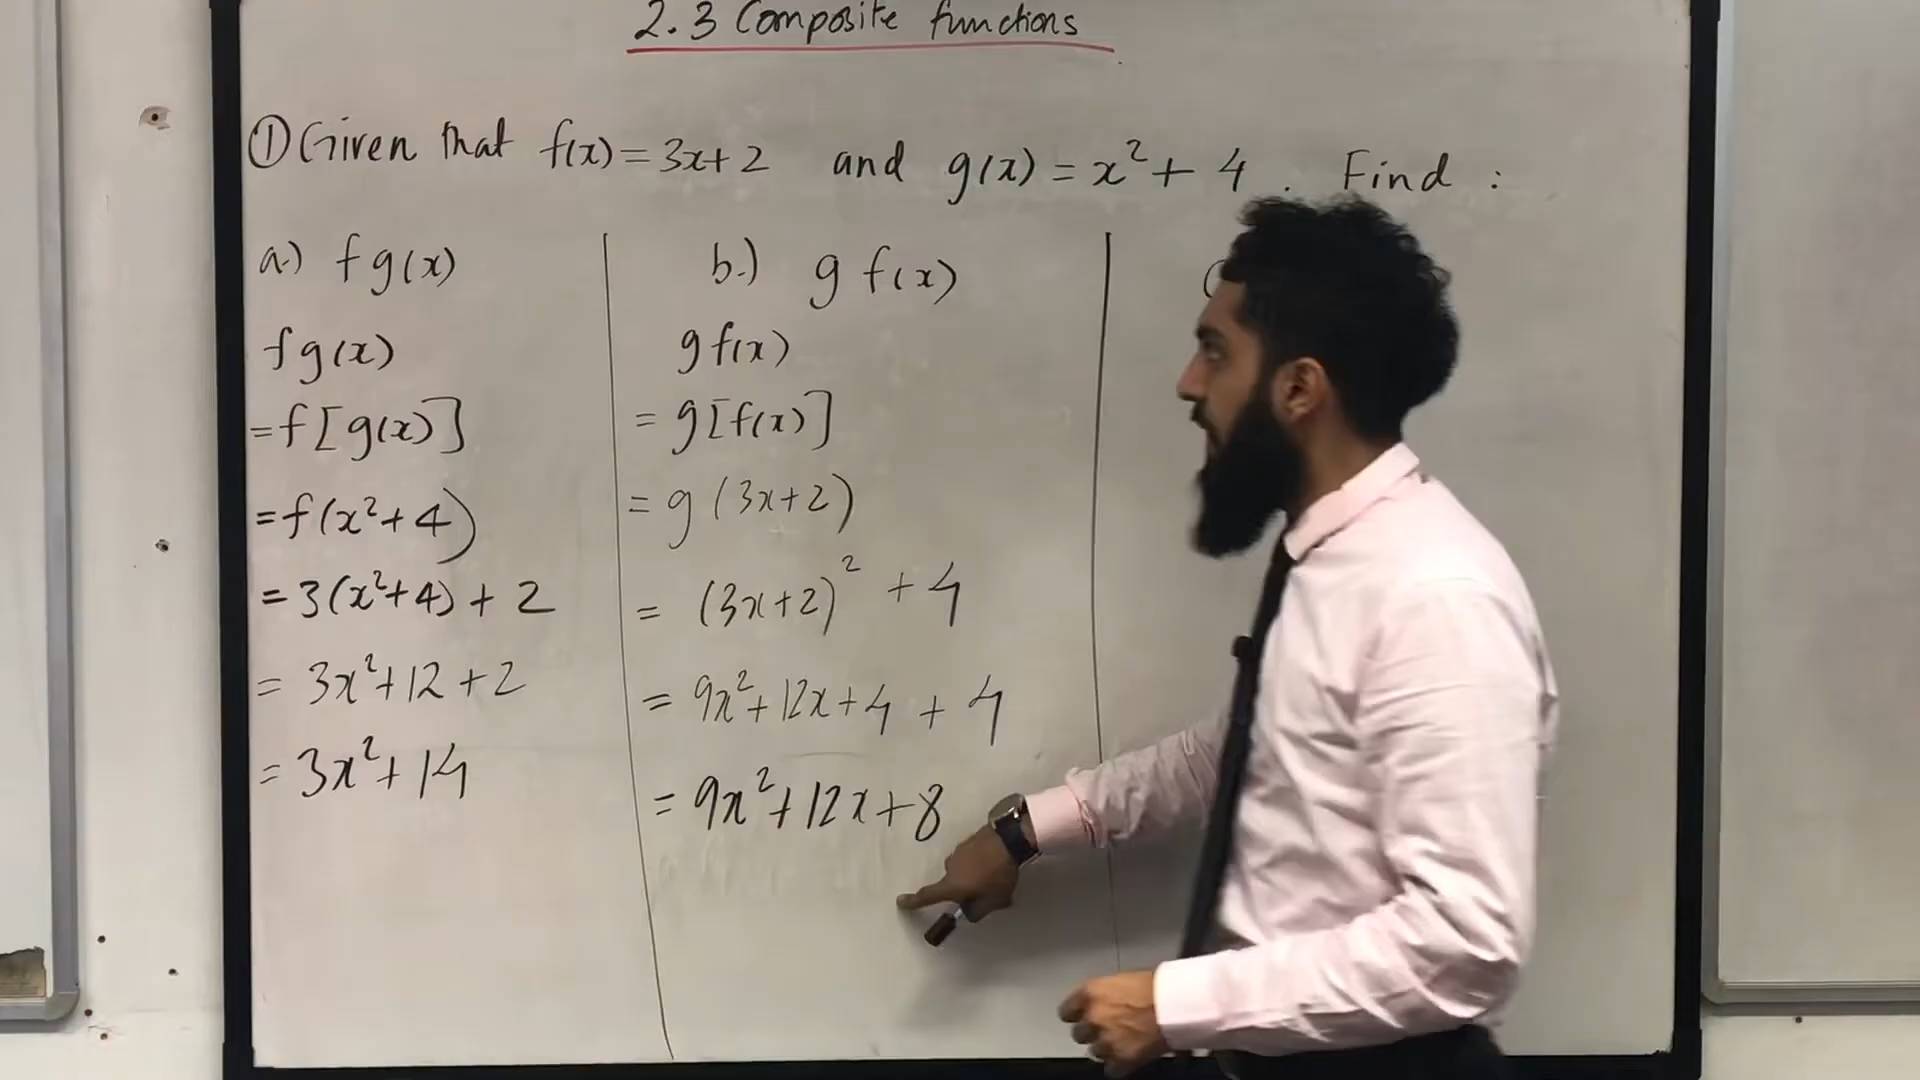 2.3 Composite functions
① Given that f(x) = 3x+2 and g(x) = x²+ 4 . Find :
a.) fg(x)
fg(x)
=f[g(x)]
=f(x²+4)
=3(x²+4)+2
= 3x²+12+2
= 3x²+14
b.) g f(x)
gf(x)
= g[f(x)]
= g(3x+2)
= (3x+2)² +4
= 9x²+12x+4 + 4
= 9x²+12x+8